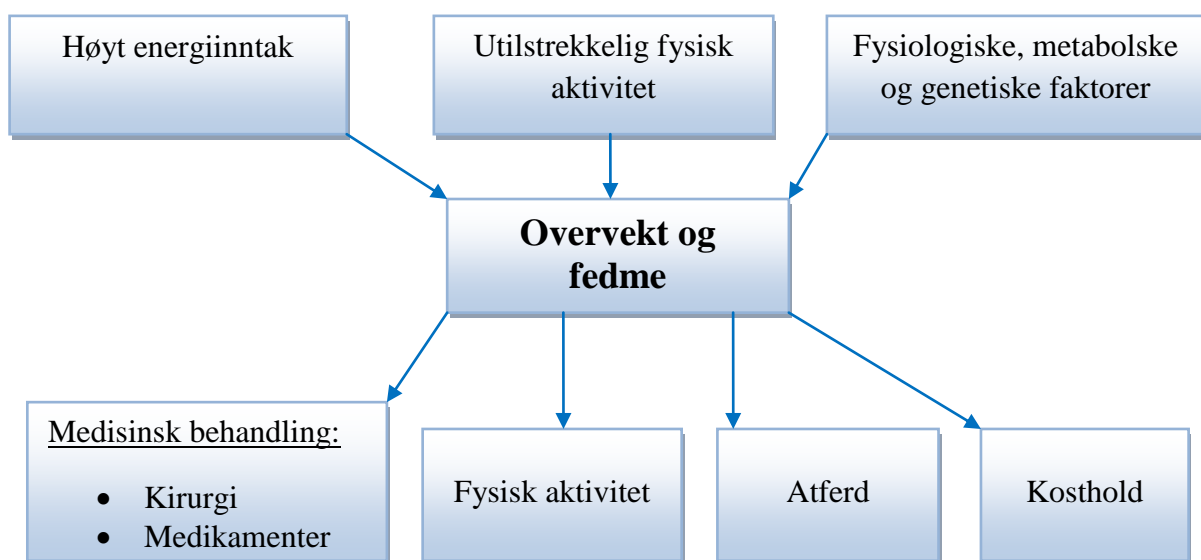 Høyt energiinntak
Utilstrekkelig fysisk
aktivitet
Fysiologiske, metabolske
og genetiske faktorer
Overvekt og
fedme
Medisinsk behandling:
• Kirurgi
• Medikamenter
Fysisk aktivitet
Atferd
Kosthold